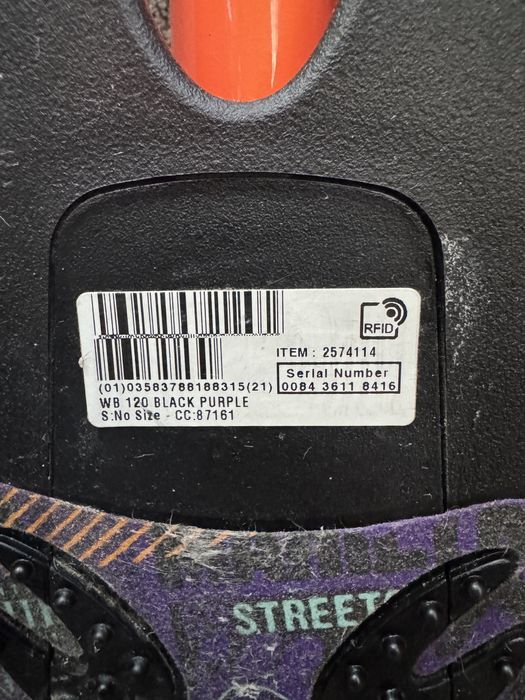 RFID
ITEM : 2574114
(01)03583788188315(21)
Serial Number
0084 3611 8416
WB 120 BLACK PURPLE
S:No Size - CC:87161